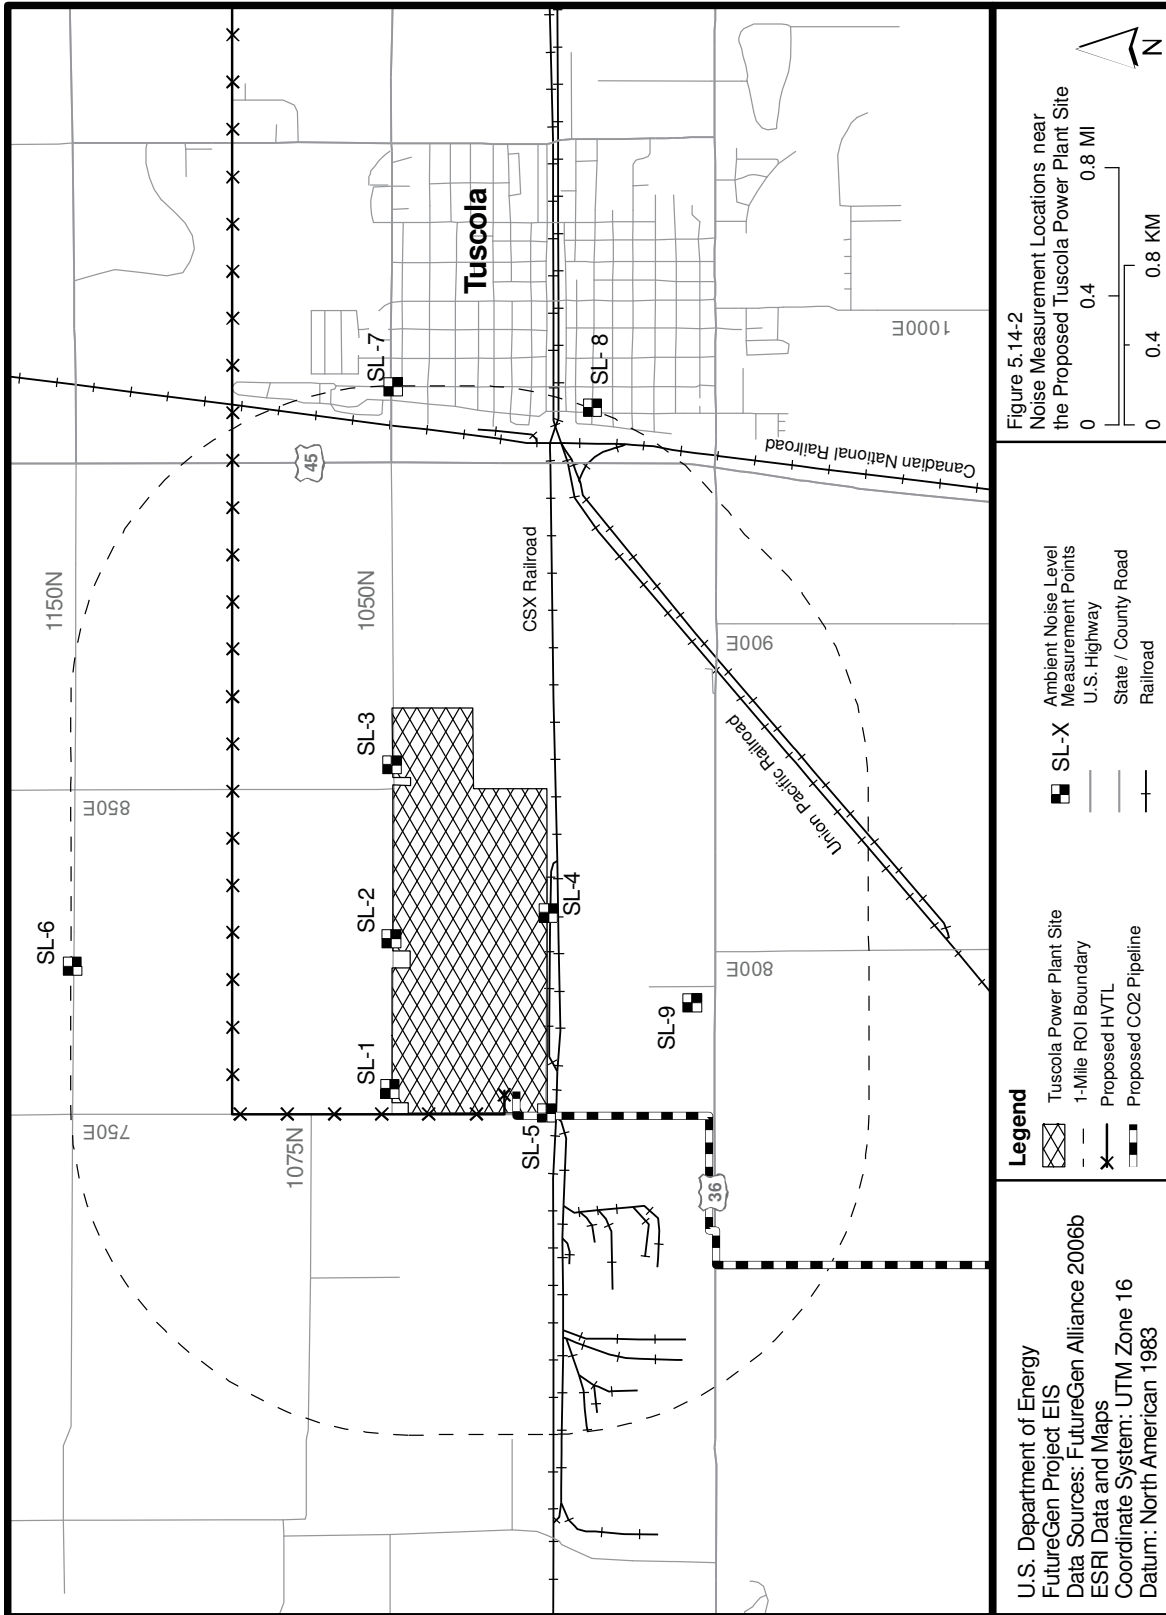 1150N
1050N
SL-6
850E
750E
1075N
SL-1
SL-2
SL-3
SL-4
SL-5
SL-7
SL- 8
SL-9
45
Tuscola
CSX Railroad
Canadian National Railroad
Union Pacific Railroad
1000E
900E
800E
36
U.S. Department of Energy
FutureGen Project EIS
Data Sources: FutureGen Alliance 2006b
ESRI Data and Maps
Coordinate System: UTM Zone 16
Datum: North American 1983
Legend
Tuscola Power Plant Site
1-Mile ROI Boundary
Proposed HVTL
Proposed CO2 Pipeline
SL-X
Ambient Noise Level
Measurement Points
U.S. Highway
State / County Road
Railroad
Figure 5.14-2
Noise Measurement Locations near
the Proposed Tuscola Power Plant Site
0 0.4 0.8 MI
0 0.4 0.8 KM
N